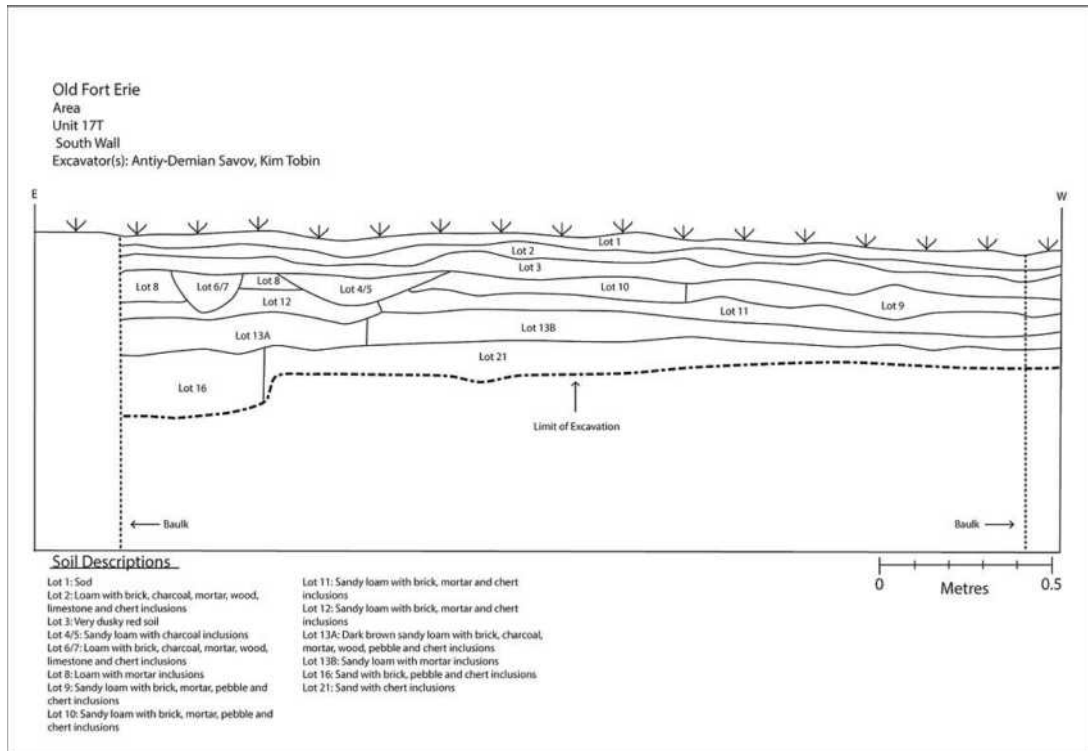 Old Fort Erie
Area
Unit 17T
South Wall
Excavator(s): Antiy-Demian Savov, Kim Tobin
E
W
Lot 1
Lot 2
Lot 3
Lot 8
Lot 6/7
Lot 8
Lot 4/5
Lot 10
Lot 9
Lot 12
Lot 11
Lot 13A
Lot 13B
Lot 21
Lot 16
Limit of Excavation
Baulk
Baulk
Soil Descriptions
Lot 1: Sod
Lot 2: Loam with brick, charcoal, mortar, wood,
limestone and chert inclusions
Lot 3: Very dusky red soil
Lot 4/5: Sandy loam with charcoal inclusions
Lot 6/7: Loam with brick, charcoal, mortar, wood,
limestone and chert inclusions
Lot 8: Loam with mortar inclusions
Lot 9: Sandy loam with brick, mortar, pebble and
chert inclusions
Lot 10: Sandy loam with brick, mortar, pebble and
chert inclusions
Lot 11: Sandy loam with brick, mortar and chert
inclusions
Lot 12: Sandy loam with brick, mortar and chert
inclusions
Lot 13A: Dark brown sandy loam with brick, charcoal,
mortar, wood, pebble and chert inclusions
Lot 13B: Sandy loam with mortar inclusions
Lot 16: Sand with brick, pebble and chert inclusions
Lot 21: Sand with chert inclusions
0
Metres
0.5